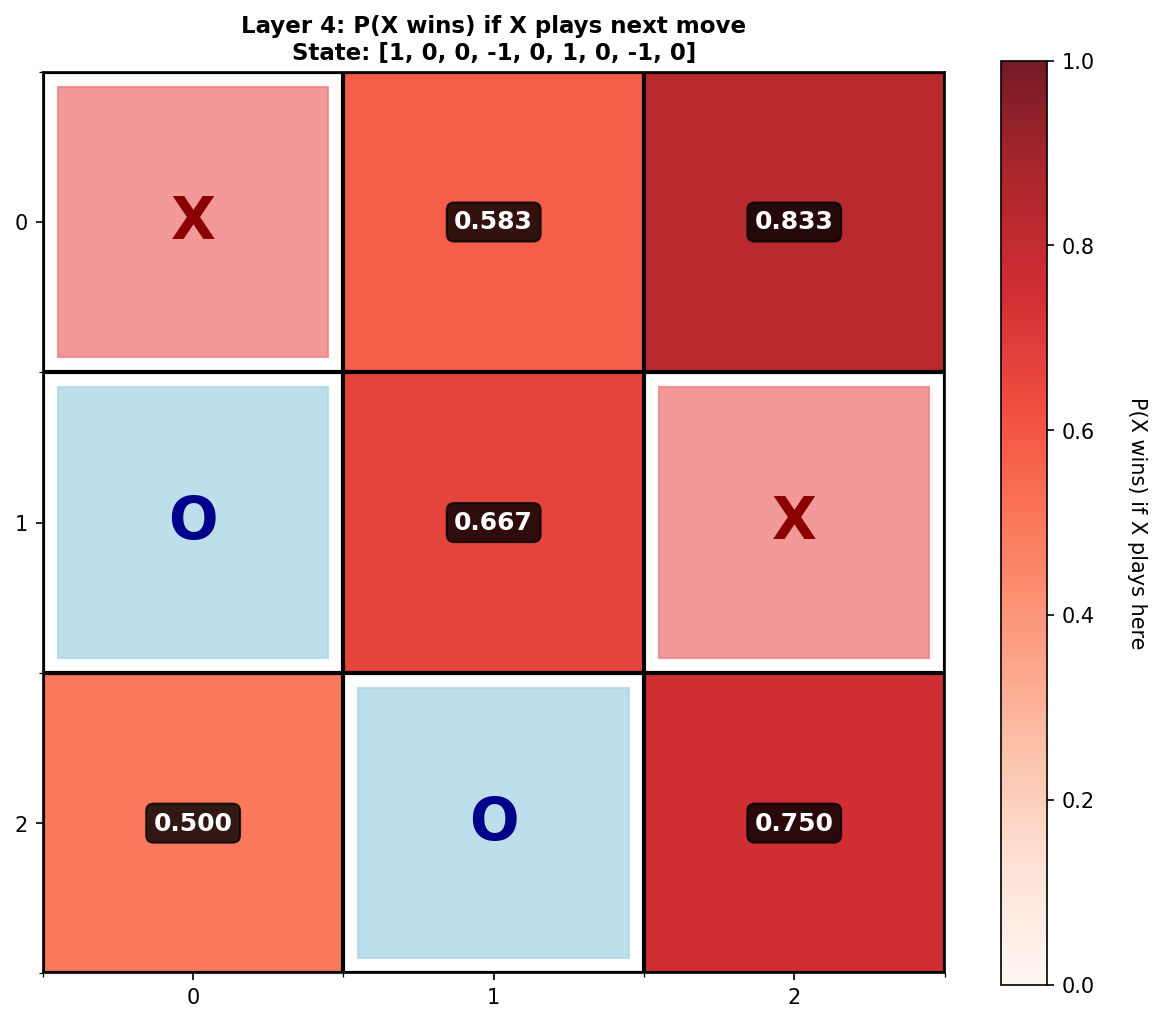 Layer 4: P(X wins) if X plays next move
State: [1, 0, 0, -1, 0, 1, 0, -1, 0]
0
X
0.583
0.833
1
O
0.667
X
2
0.500
O
0.750
0
1
2
1.0
0.8
0.6
0.4
0.2
0.0
P(X wins) if X plays here